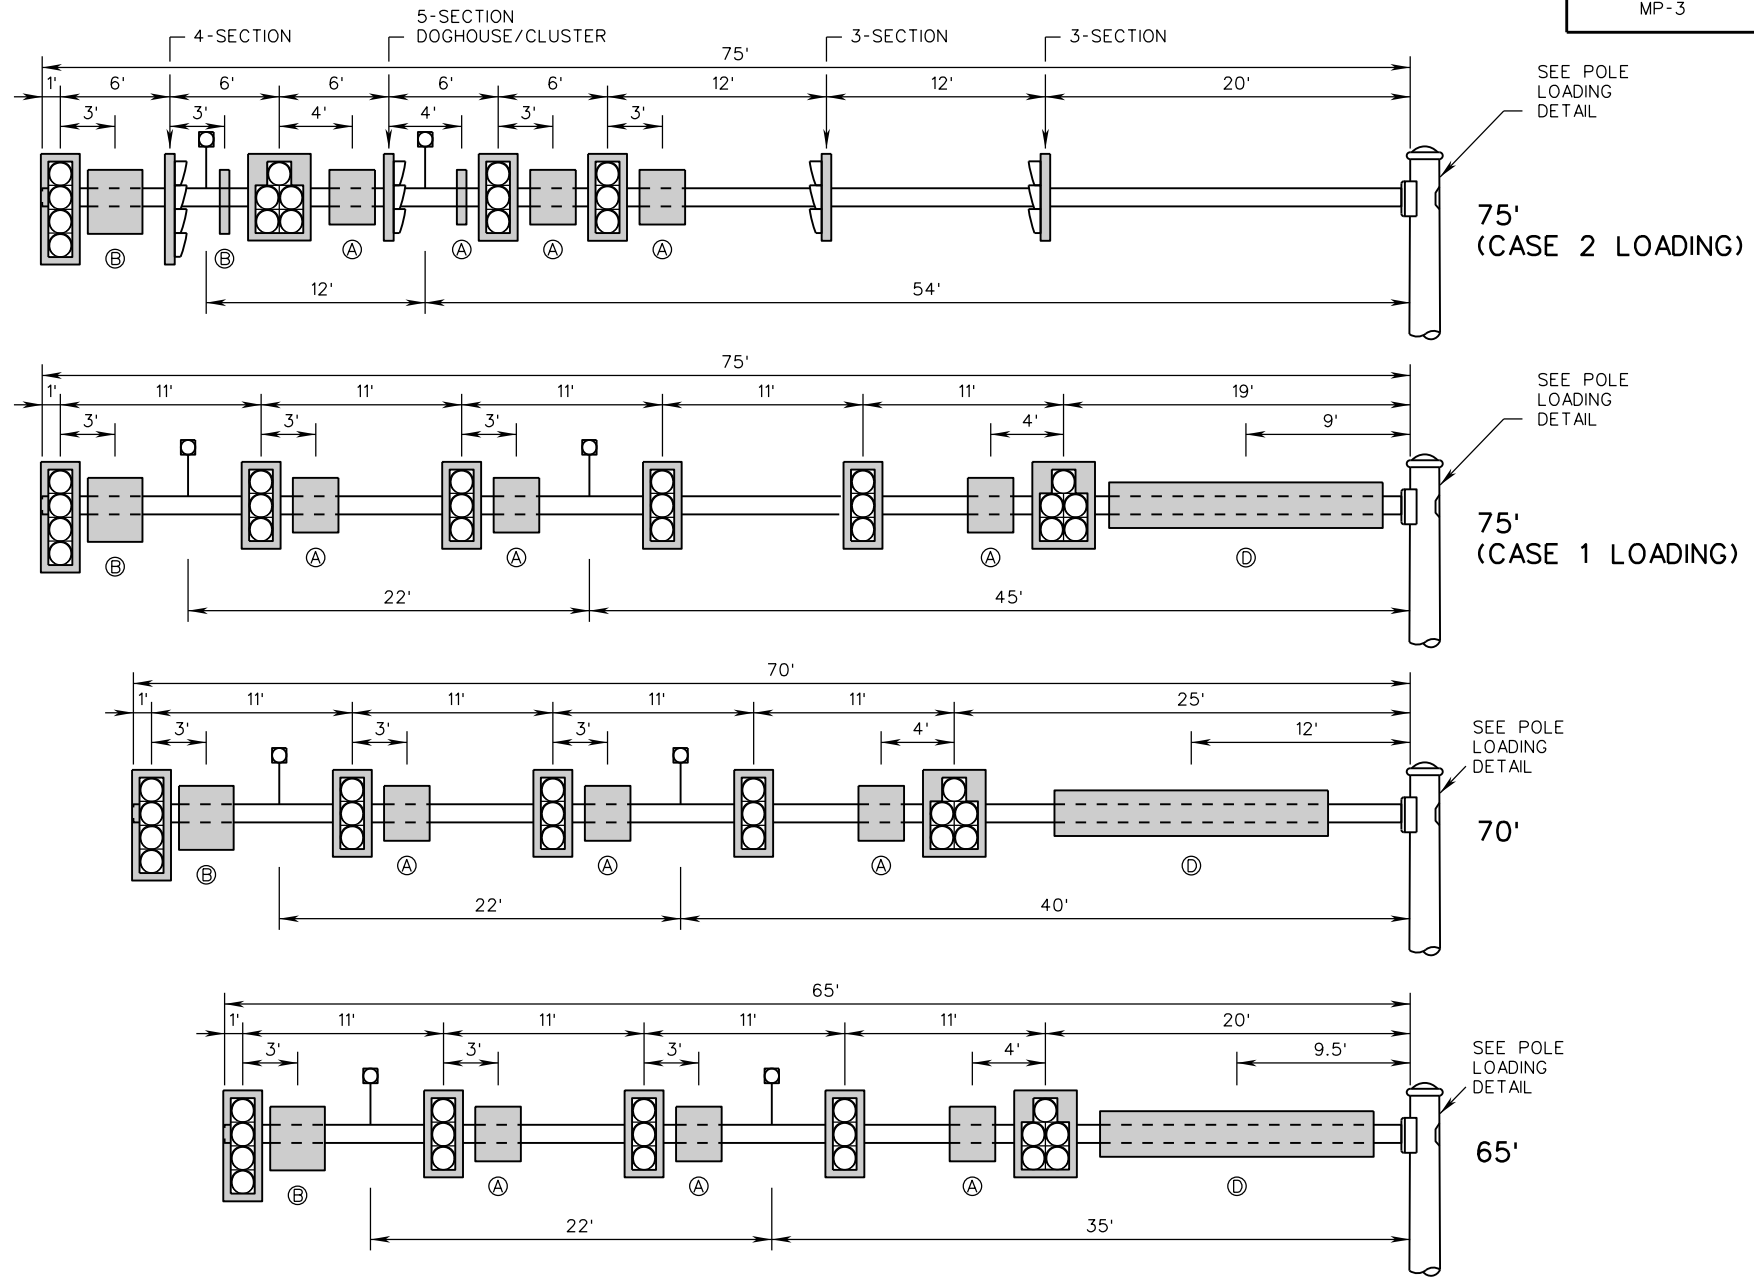 MP-3
5-SECTION
DOGHOUSE/CLUSTER
4-SECTION
3-SECTION
3-SECTION
75'
1' 6' 6' 6' 6' 6' 12' 12' 20'
3' 3' 4' 4' 3' 3'
SEE POLE
LOADING
DETAIL
B B A A A A
12' 54'
75'
(CASE 2 LOADING)
75'
1' 11' 11' 11' 11' 11' 19'
3' 3' 3' 4' 9'
SEE POLE
LOADING
DETAIL
B A A A D
22' 45'
75'
(CASE 1 LOADING)
70'
1' 11' 11' 11' 11' 25'
3' 3' 3' 4' 12'
SEE POLE
LOADING
DETAIL
B A A A D
22' 40'
70'
65'
1' 11' 11' 11' 11' 20'
3' 3' 3' 4' 9.5'
SEE POLE
LOADING
DETAIL
B A A A D
22' 35'
65'